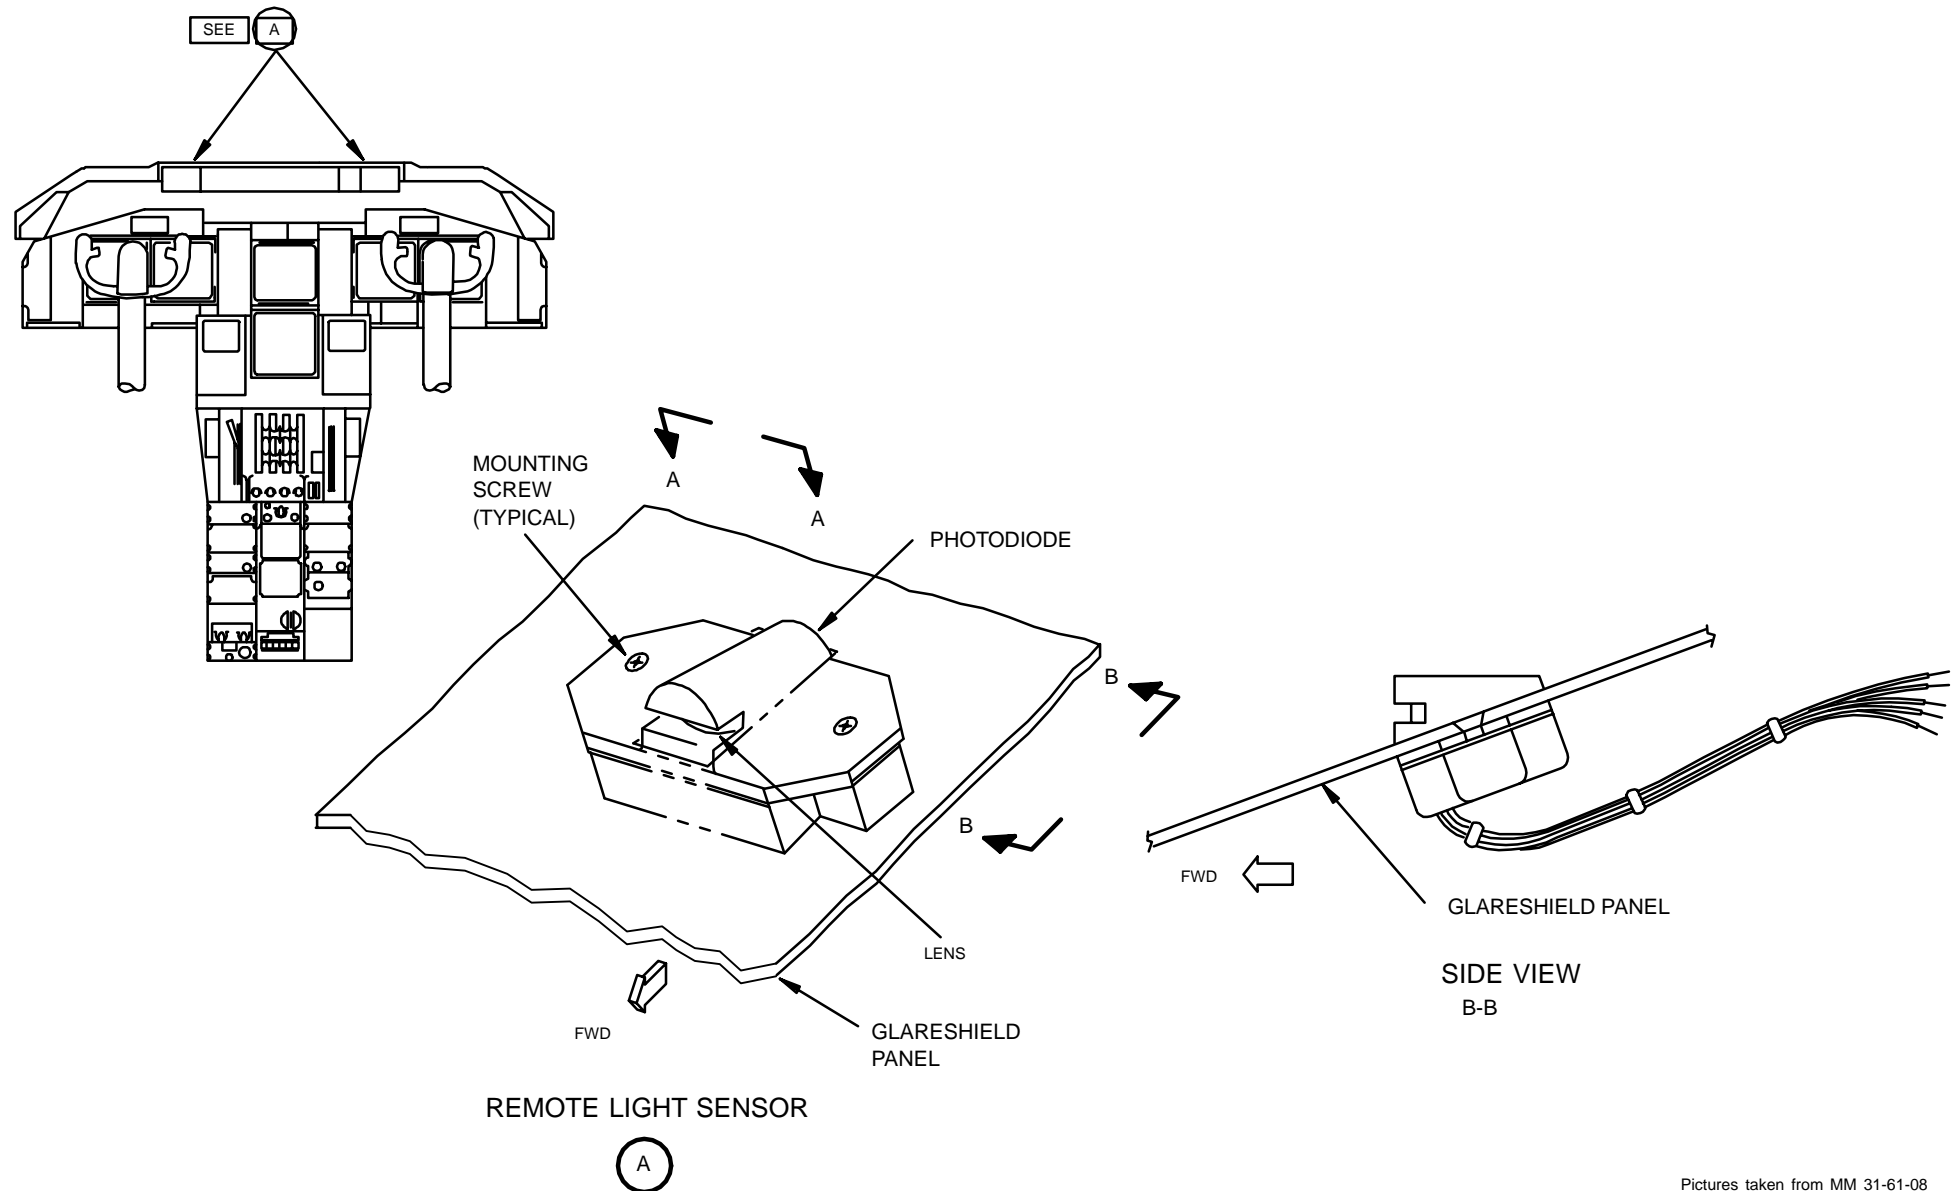 SEE A
MOUNTING
SCREW
(TYPICAL)
A
A
PHOTODIODE
B
B
LENS
FWD
GLARESHIELD
PANEL
REMOTE LIGHT SENSOR
A
FWD
GLARESHIELD PANEL
SIDE VIEW
B-B
Pictures taken from MM 31-61-08